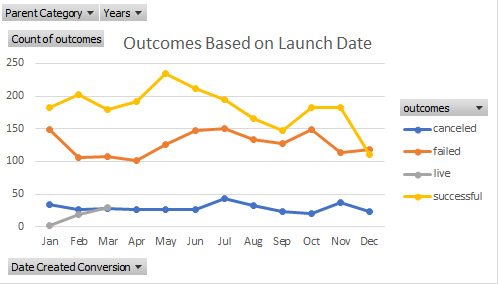 Parent Category Years
Count of outcomes
Outcomes Based on Launch Date
250
200
150
100
50
0
Jan Feb Mar Apr May Jun Jul Aug Sep Oct Nov Dec
outcomes
canceled
failed
live
successful
Date Created Conversion